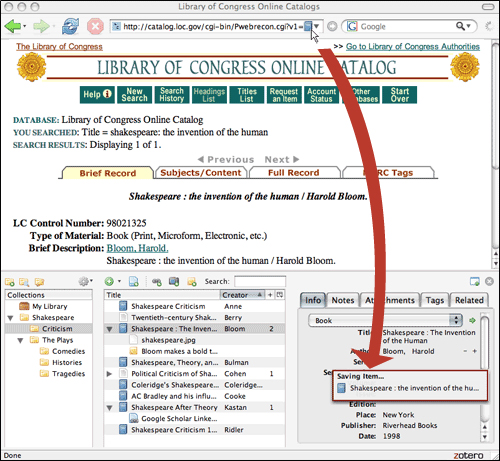 Library of Congress Online Catalogs
http://catalog.loc.gov/cgi-bin/Pwebrecon.cgi?v1=
Google
The Library of Congress
>> Go to Library of Congress Authorities
LIBRARY OF CONGRESS ONLINE CATALOG
Help
New Search
Search History
Headings List
Titles List
Request an Item
Account Status
Other Databases
Start Over
DATABASE: Library of Congress Online Catalog
YOU SEARCHED: Title = shakespeare: the invention of the human
SEARCH RESULTS: Displaying 1 of 1.
Previous Next
Brief Record
Subjects/Content
Full Record
RC Tags
Shakespeare : the invention of the human / Harold Bloom.
LC Control Number: 98021325
Type of Material: Book (Print, Microform, Electronic, etc.)
Brief Description: Bloom, Harold.
Shakespeare : the invention of the human / Harold Bloom.
Search:
Collections
My Library
Shakespeare
Criticism
The Plays
Comedies
Histories
Tragedies
Title Creator +
Shakespeare Criticism Anne
Twentieth-century Shak... Berry
Shakespeare : The Inven... Bloom 2
shakespeare.jpg
Bloom makes a bold t...
Shakespeare, Theory, an... Bulman
Political Criticism of Sha... Cohen 1
Coleridge's Shakespeare... Coleridge...
AC Bradley and his influ... Cooke
Shakespeare After Theory Kastan 1
Google Scholar Linke...
Shakespeare Criticism 1... Ridler
Info
Notes
Attachments
Tags
Related
Book
Title: Shakespeare: The Invention of the Human
Bloom, Harold - +
Saving Item...
Shakespeare : the invention of the hu...
Edition:
Place: New York
Publisher: Riverhead Books
Date: 1998
Done
zotero